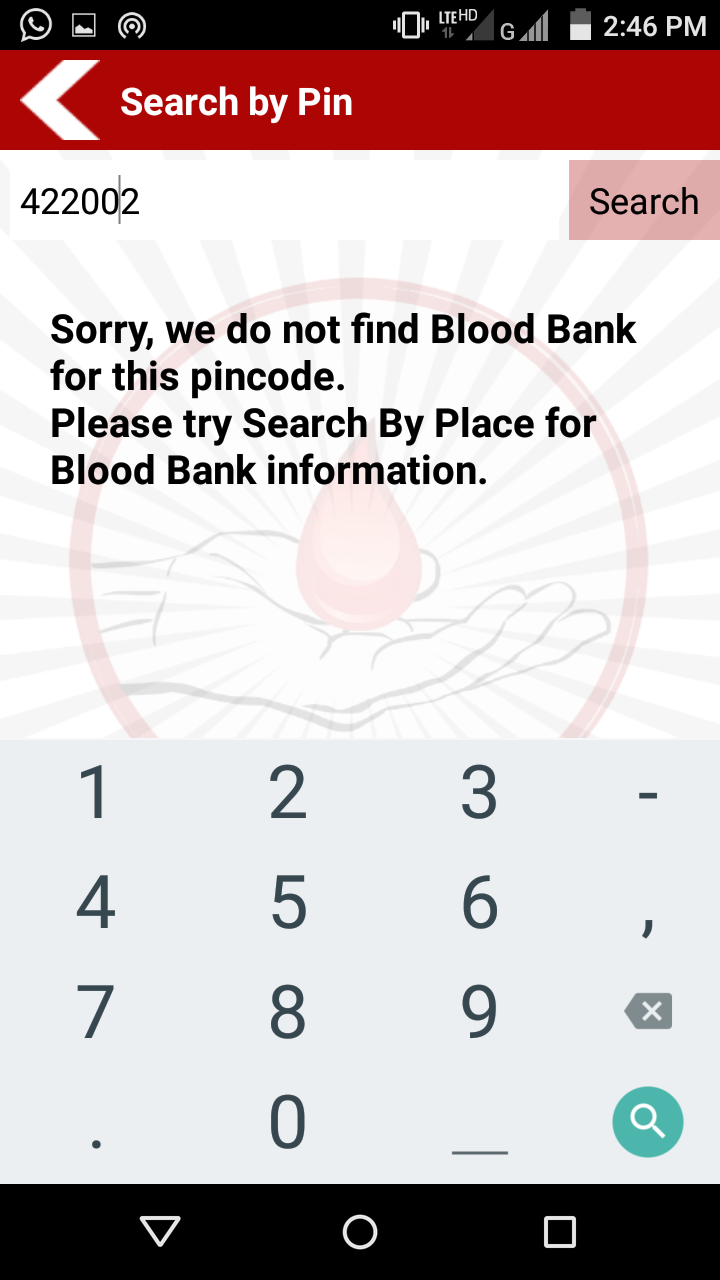 LTE HD G 2:46 PM
Search by Pin
422002 Search
Sorry, we do not find Blood Bank
for this pincode.
Please try Search By Place for
Blood Bank information.
1 2 3 -
4 5 6 ,
7 8 9
. 0 _